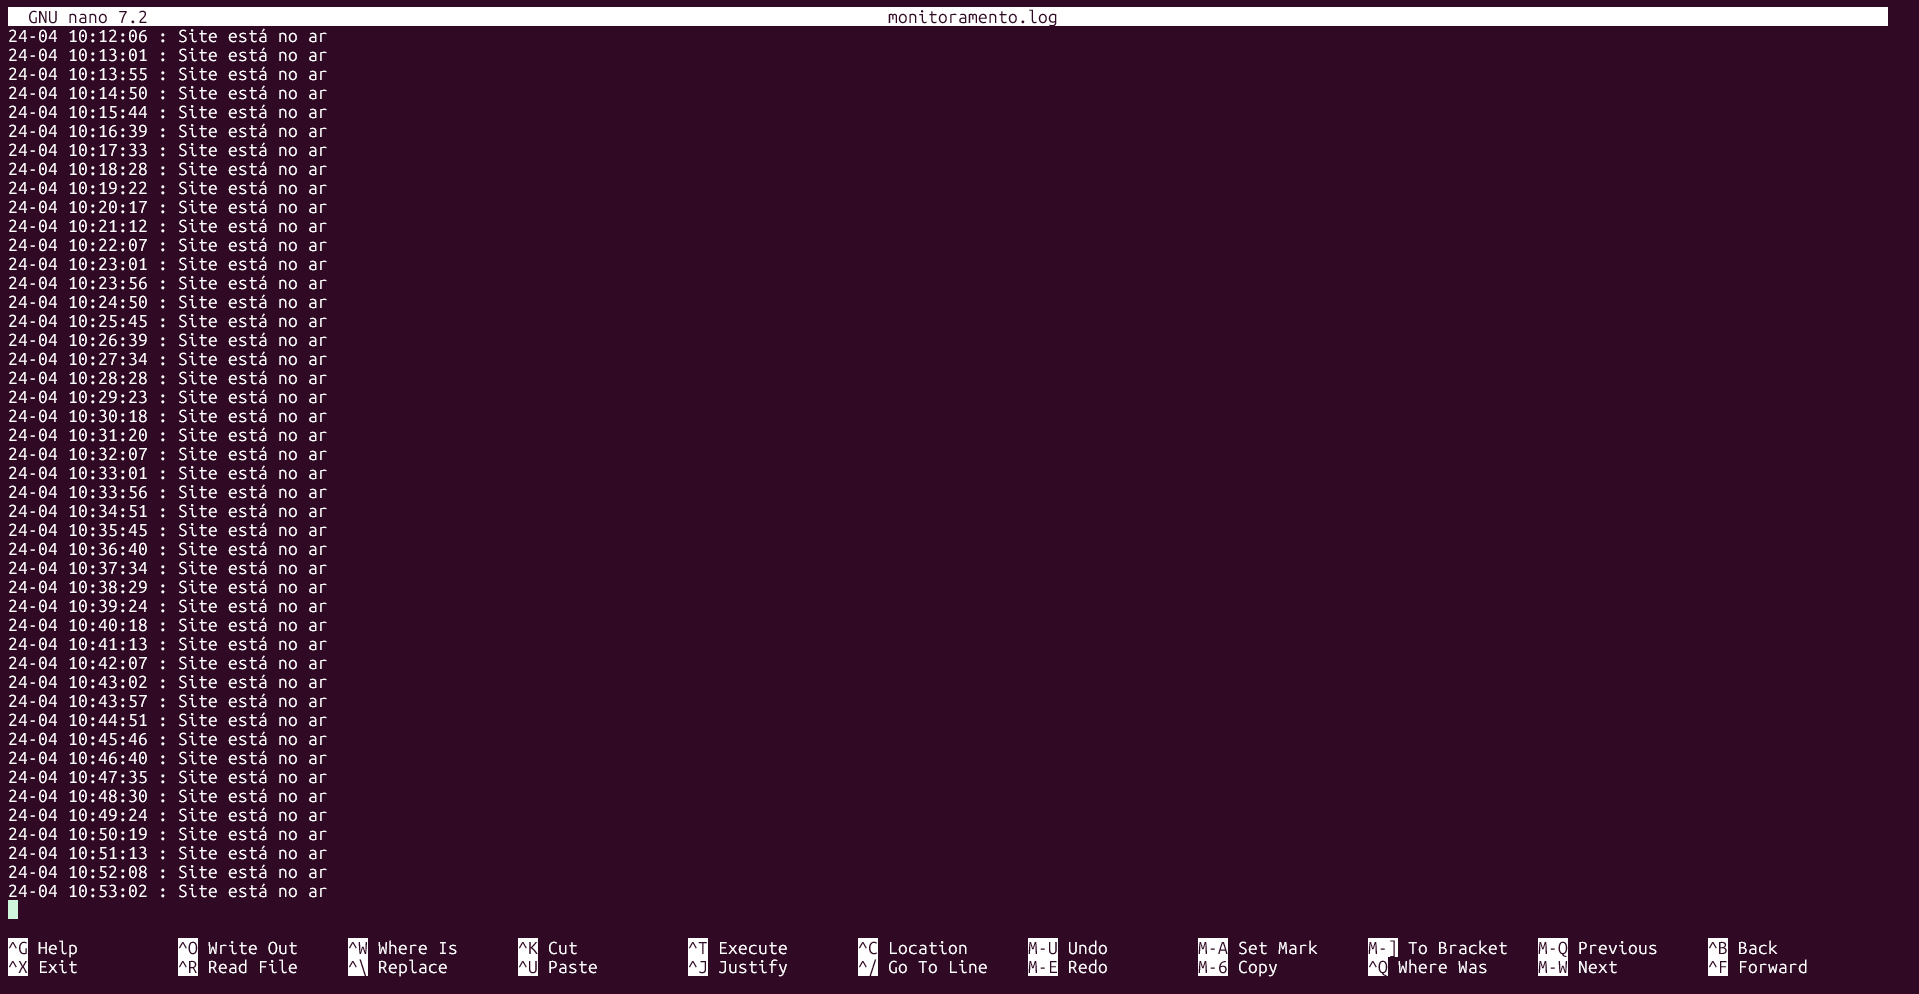 GNU nano 7.2 monitoramento.log
24-04 10:12:06 : Site está no ar
24-04 10:13:01 : Site está no ar
24-04 10:13:55 : Site está no ar
24-04 10:14:50 : Site está no ar
24-04 10:15:44 : Site está no ar
24-04 10:16:39 : Site está no ar
24-04 10:17:33 : Site está no ar
24-04 10:18:28 : Site está no ar
24-04 10:19:22 : Site está no ar
24-04 10:20:17 : Site está no ar
24-04 10:21:12 : Site está no ar
24-04 10:22:07 : Site está no ar
24-04 10:23:01 : Site está no ar
24-04 10:23:56 : Site está no ar
24-04 10:24:50 : Site está no ar
24-04 10:25:45 : Site está no ar
24-04 10:26:39 : Site está no ar
24-04 10:27:34 : Site está no ar
24-04 10:28:28 : Site está no ar
24-04 10:29:23 : Site está no ar
24-04 10:30:18 : Site está no ar
24-04 10:31:20 : Site está no ar
24-04 10:32:07 : Site está no ar
24-04 10:33:01 : Site está no ar
24-04 10:33:56 : Site está no ar
24-04 10:34:51 : Site está no ar
24-04 10:35:45 : Site está no ar
24-04 10:36:40 : Site está no ar
24-04 10:37:34 : Site está no ar
24-04 10:38:29 : Site está no ar
24-04 10:39:24 : Site está no ar
24-04 10:40:18 : Site está no ar
24-04 10:41:13 : Site está no ar
24-04 10:42:07 : Site está no ar
24-04 10:43:02 : Site está no ar
24-04 10:43:57 : Site está no ar
24-04 10:44:51 : Site está no ar
24-04 10:45:46 : Site está no ar
24-04 10:46:40 : Site está no ar
24-04 10:47:35 : Site está no ar
24-04 10:48:30 : Site está no ar
24-04 10:49:24 : Site está no ar
24-04 10:50:19 : Site está no ar
24-04 10:51:13 : Site está no ar
24-04 10:52:08 : Site está no ar
24-04 10:53:02 : Site está no ar
^G Help ^O Write Out ^W Where Is ^K Cut ^T Execute ^C Location M-U Undo M-A Set Mark M-] To Bracket M-Q Previous ^B Back
^X Exit ^R Read File ^\ Replace ^U Paste ^J Justify ^/ Go To Line M-E Redo M-6 Copy ^Q Where Was M-W Next ^F Forward